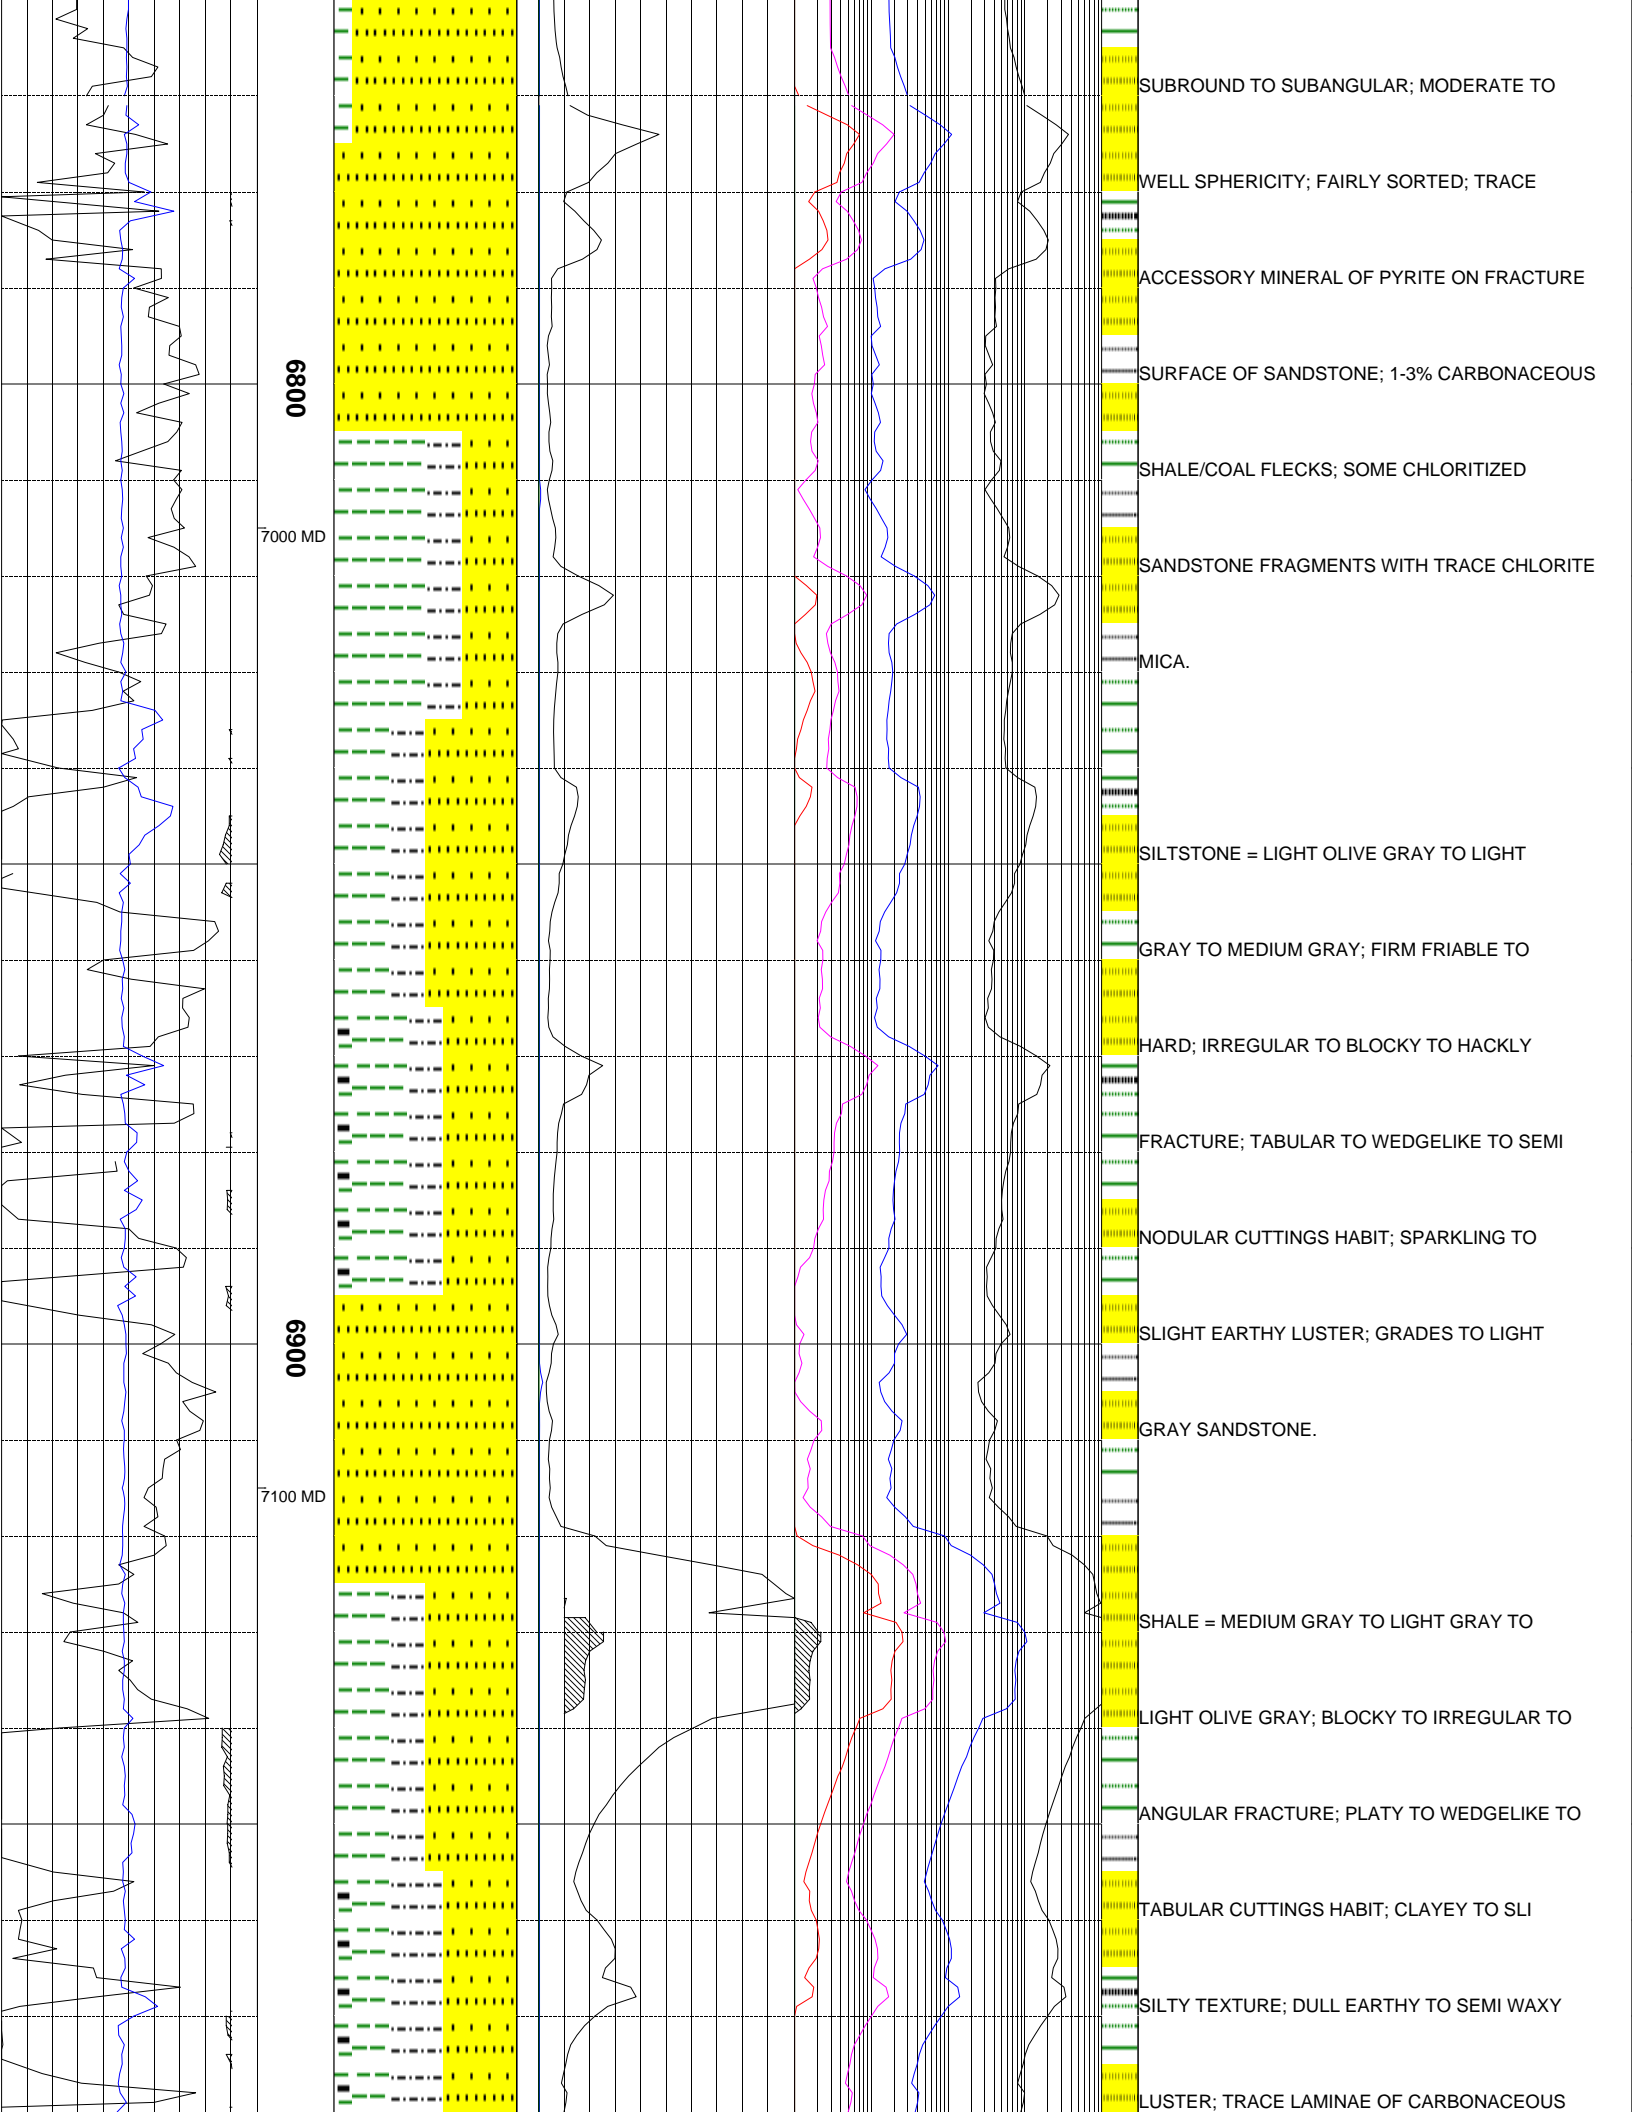 SUBROUND TO SUBANGULAR; MODERATE TO
WELL SPHERICITY; FAIRLY SORTED; TRACE
ACCESSORY MINERAL OF PYRITE ON FRACTURE
6800
SURFACE OF SANDSTONE; 1-3% CARBONACEOUS
SHALE/COAL FLECKS; SOME CHLORITIZED
7000 MD
SANDSTONE FRAGMENTS WITH TRACE CHLORITE
MICA.
SILTSTONE = LIGHT OLIVE GRAY TO LIGHT
GRAY TO MEDIUM GRAY; FIRM FRIABLE TO
HARD; IRREGULAR TO BLOCKY TO HACKLY
FRACTURE; TABULAR TO WEDGELIKE TO SEMI
NODULAR CUTTINGS HABIT; SPARKLING TO
6900
SLIGHT EARTHY LUSTER; GRADES TO LIGHT
GRAY SANDSTONE.
7100 MD
SHALE = MEDIUM GRAY TO LIGHT GRAY TO
LIGHT OLIVE GRAY; BLOCKY TO IRREGULAR TO
ANGULAR FRACTURE; PLATY TO WEDGELIKE TO
TABULAR CUTTINGS HABIT; CLAYEY TO SLI
SILTY TEXTURE; DULL EARTHY TO SEMI WAXY
LUSTER; TRACE LAMINAE OF CARBONACEOUS